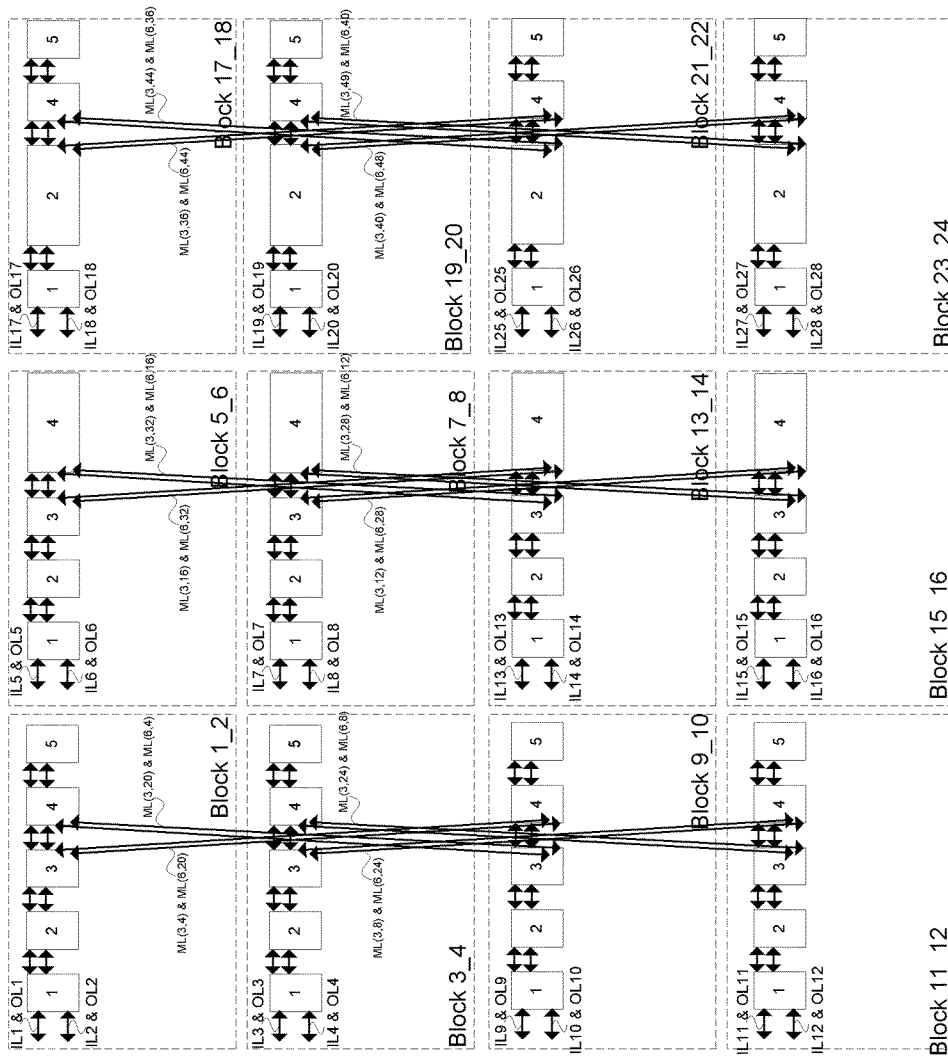 IL1 & OL1
1
2
3
4
5
IL2 & OL2
ML(3,20) & ML(6,4)
ML(3,4) & ML(6,20)
Block 1_2
IL5 & OL5
1
2
3
4
IL6 & OL6
ML(3,32) & ML(6,16)
ML(3,16) & ML(6,32)
Block 5_6
IL17 & OL17
1
2
4
5
IL18 & OL18
ML(3,44) & ML(6,36)
ML(3,36) & ML(6,44)
Block 17_18
IL3 & OL3
1
2
3
4
5
IL4 & OL4
ML(3,24) & ML(6,8)
ML(3,8) & ML(6,24)
Block 3_4
IL7 & OL7
1
2
3
4
IL8 & OL8
ML(3,28) & ML(6,12)
ML(3,12) & ML(6,28)
Block 7_8
IL19 & OL19
1
2
4
5
IL20 & OL20
ML(3,49) & ML(6,40)
ML(3,40) & ML(6,48)
Block 19_20
IL9 & OL9
1
2
3
4
5
IL10 & OL10
Block 9_10
IL13 & OL13
1
2
3
4
IL14 & OL14
Block 13_14
IL25 & OL25
1
2
4
5
IL26 & OL26
Block 21_22
IL11 & OL11
1
2
3
4
5
IL12 & OL12
Block 11 12
IL15 & OL15
1
2
3
4
IL16 & OL16
Block 15 16
IL27 & OL27
1
2
4
5
IL28 & OL28
Block 23 24